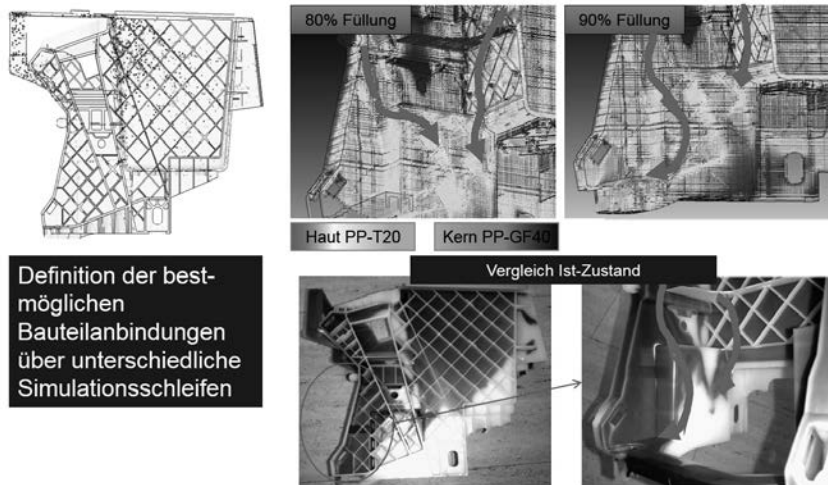 80% Füllung
90% Füllung
Haut PP-T20
Kern PP-GF40
Definition der best-
möglichen
Bauteilanbindungen
über unterschiedliche
Simulationsschleifen
Vergleich Ist-Zustand